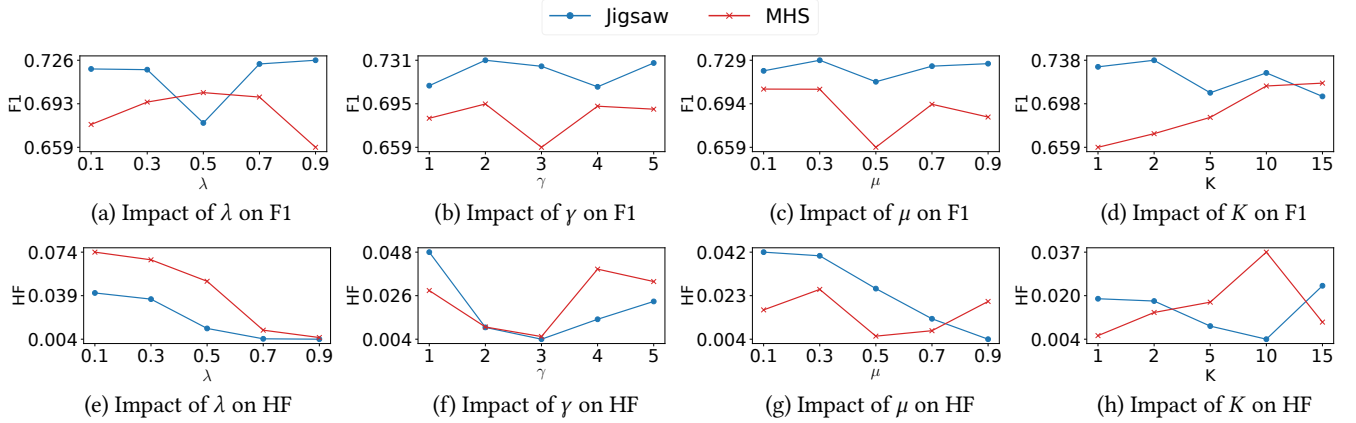 Jigsaw MHS
0.726
0.693
0.659
F1
0.1 0.3 0.5 0.7 0.9
λ
(a) Impact of λ on F1
0.731
0.695
0.659
F1
1 2 3 4 5
γ
(b) Impact of γ on F1
0.729
0.694
0.659
F1
0.1 0.3 0.5 0.7 0.9
μ
(c) Impact of μ on F1
0.738
0.698
0.659
F1
1 2 5 10 15
K
(d) Impact of K on F1
0.074
0.039
0.004
HF
0.1 0.3 0.5 0.7 0.9
λ
(e) Impact of λ on HF
0.048
0.026
0.004
HF
1 2 3 4 5
γ
(f) Impact of γ on HF
0.042
0.023
0.004
HF
0.1 0.3 0.5 0.7 0.9
μ
(g) Impact of μ on HF
0.037
0.020
0.004
HF
1 2 5 10 15
K
(h) Impact of K on HF